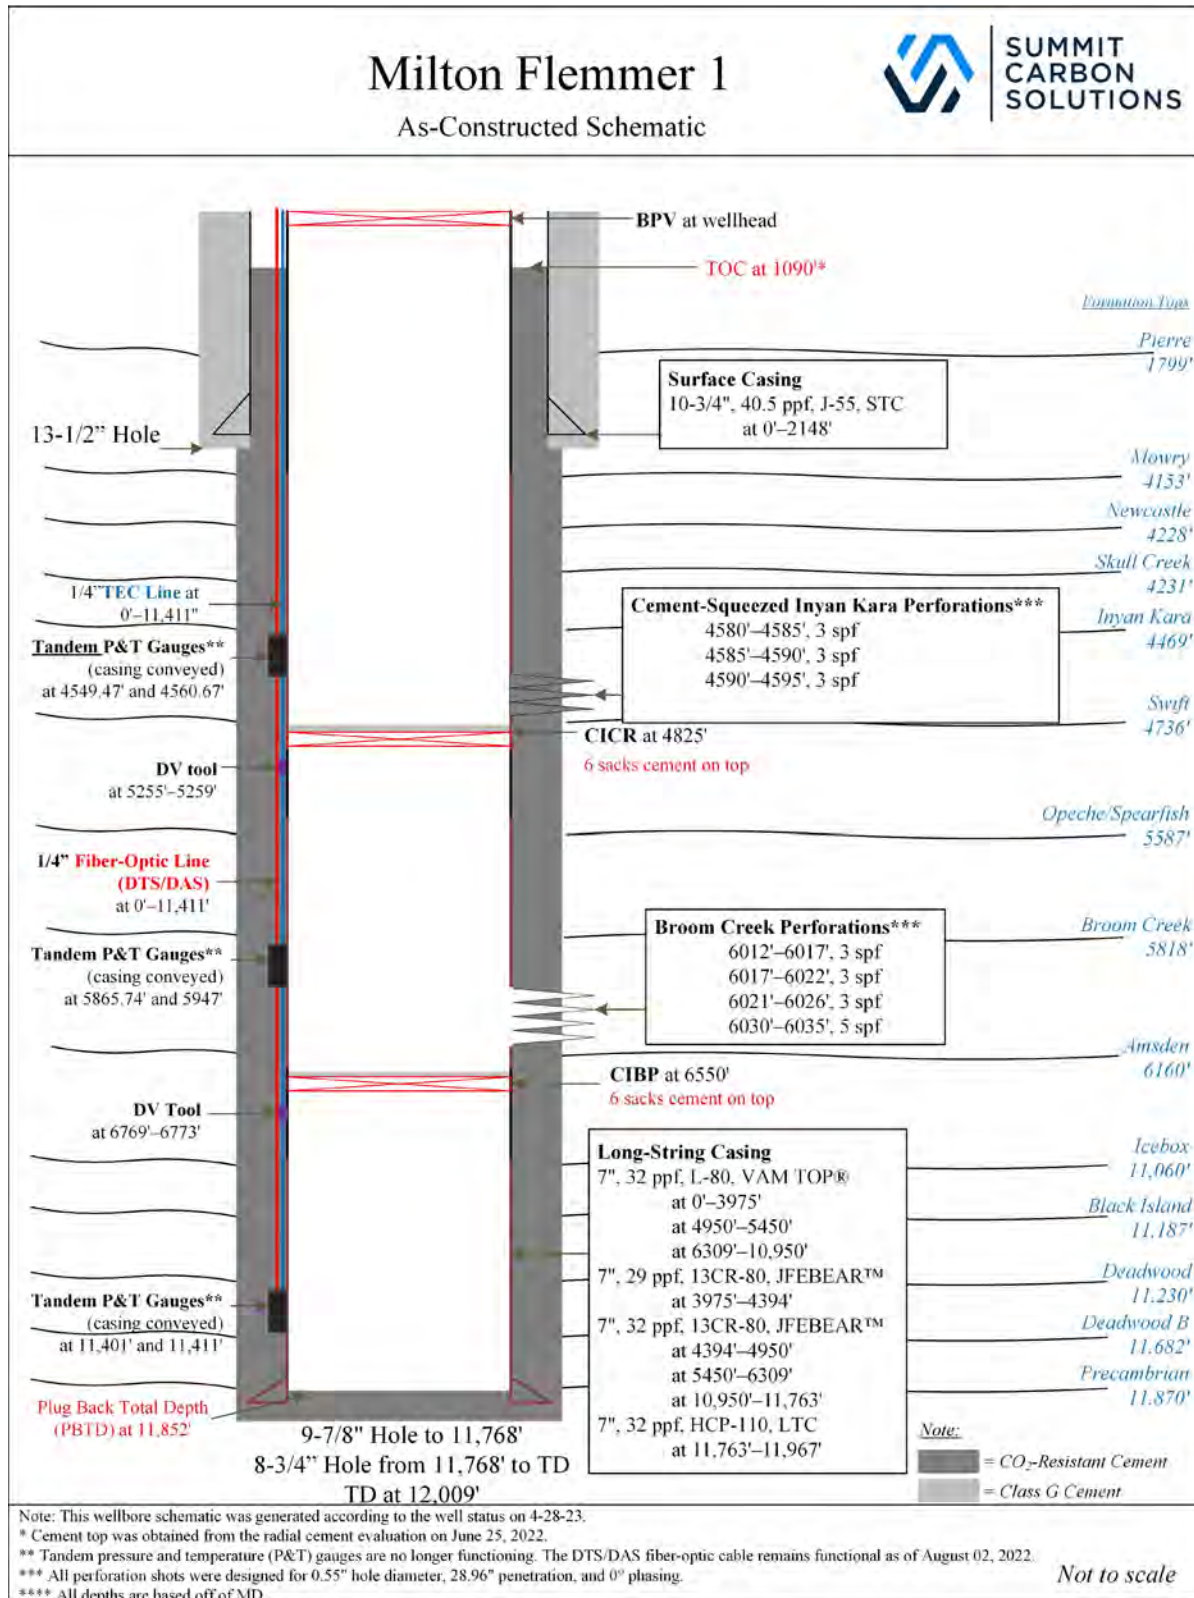 Milton Flemmer 1
As-Constructed Schematic
SUMMIT
CARBON
SOLUTIONS
BPV at wellhead
TOC at 1090'*
Formation Tops
Pierre
1799'
Surface Casing
10-3/4", 40.5 ppf, J-55, STC
at 0'–2148'
13-1/2” Hole
Mowry
4153'
Newcastle
4228'
Skull Creek
4231'
1/4”TEC Line at
0'–11,411"
Cement-Squeezed Inyan Kara Perforations***
4580'–4585', 3 spf
4585'–4590', 3 spf
4590'–4595', 3 spf
Inyan Kara
4469'
Tandem P&T Gauges**
(casing conveyed)
at 4549.47' and 4560.67'
Swift
4736'
CICR at 4825'
6 sacks cement on top
DV tool
at 5255'–5259'
Opeche/Spearfish
5587'
1/4” Fiber-Optic Line
(DTS/DAS)
at 0'–11,411'
Broom Creek Perforations***
6012'–6017', 3 spf
6017'–6022', 3 spf
6021'–6026', 3 spf
6030'–6035', 5 spf
Broom Creek
5818'
Tandem P&T Gauges**
(casing conveyed)
at 5865.74' and 5947'
Amsden
6160'
CIBP at 6550'
6 sacks cement on top
DV Tool
at 6769'–6773'
Long-String Casing
7", 32 ppf, L-80, VAM TOP®
at 0'–3975'
at 4950'–5450'
at 6309'–10,950'
7", 29 ppf, 13CR-80, JFEBEAR™
at 3975'–4394'
7", 32 ppf, 13CR-80, JFEBEAR™
at 4394'–4950'
at 5450'–6309'
at 10,950'–11,763'
7", 32 ppf, HCP-110, LTC
at 11,763'–11,967'
Icebox
11,060'
Black Island
11,187'
Deadwood
11.230'
Deadwood B
11.682'
Precambrian
11.870'
Tandem P&T Gauges**
(casing conveyed)
at 11,401' and 11,411'
Plug Back Total Depth
(PBTD) at 11,852'
9-7/8" Hole to 11,768'
8-3/4” Hole from 11,768' to TD
TD at 12,009'
Note:
= CO₂-Resistant Cement
= Class G Cement
Note: This wellbore schematic was generated according to the well status on 4-28-23.
* Cement top was obtained from the radial cement evaluation on June 25, 2022.
** Tandem pressure and temperature (P&T) gauges are no longer functioning. The DTS/DAS fiber-optic cable remains functional as of August 02, 2022.
*** All perforation shots were designed for 0.55" hole diameter, 28.96" penetration, and 0° phasing.
**** All depths are based off of MD
Not to scale